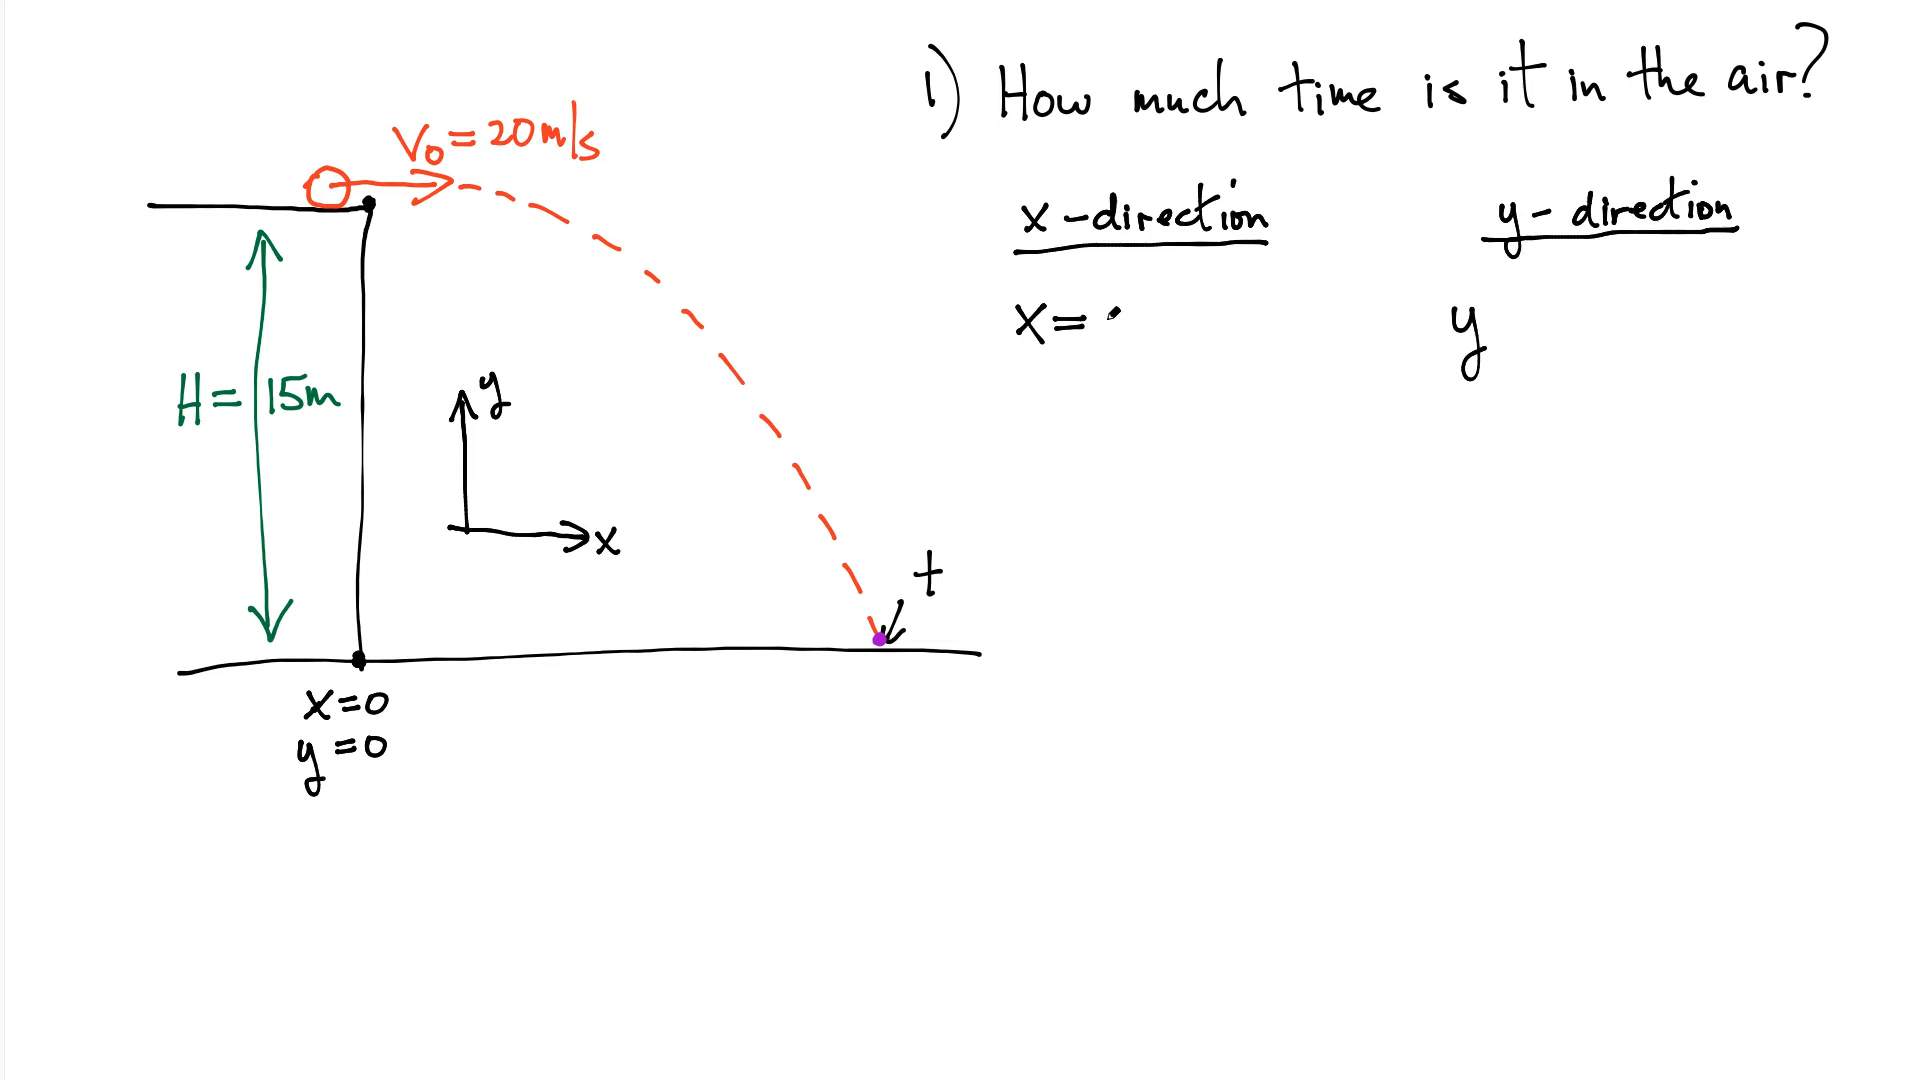 1) How much time is it in the air?
V₀ = 20m/s
x-direction
y-direction
x=
y
H = 15m
y
x
t
x=0
y=0